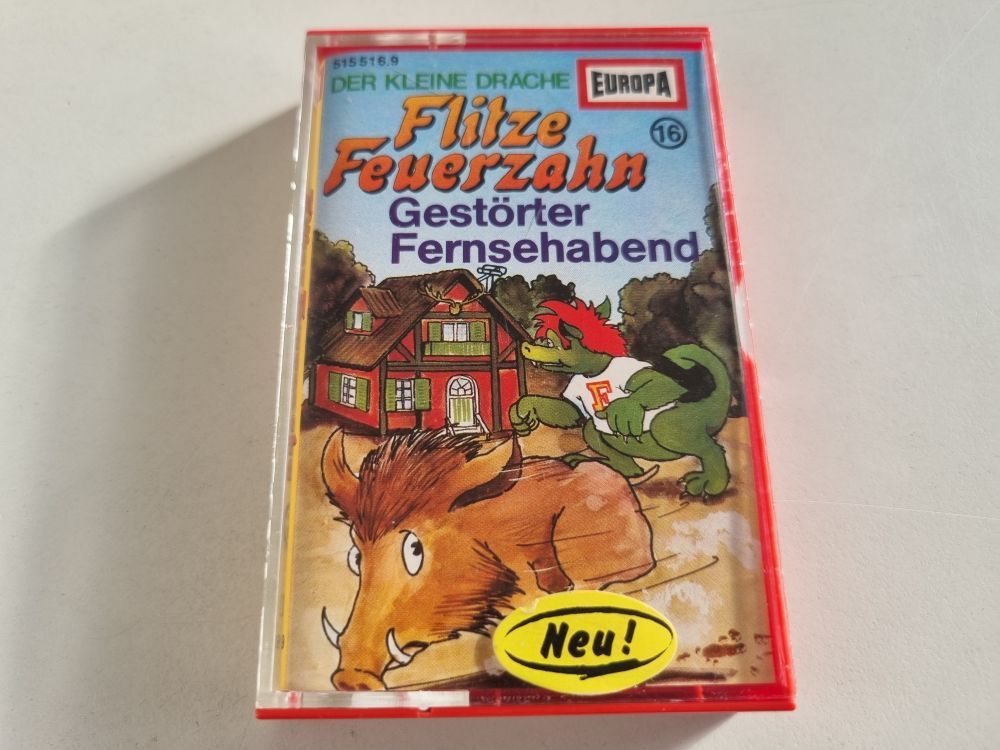 515 516.9
DER KLEINE DRACHE
EUROPA
Flitze
16
Feuerzahn
Gestörter
Fernsehabend
F
Neu!